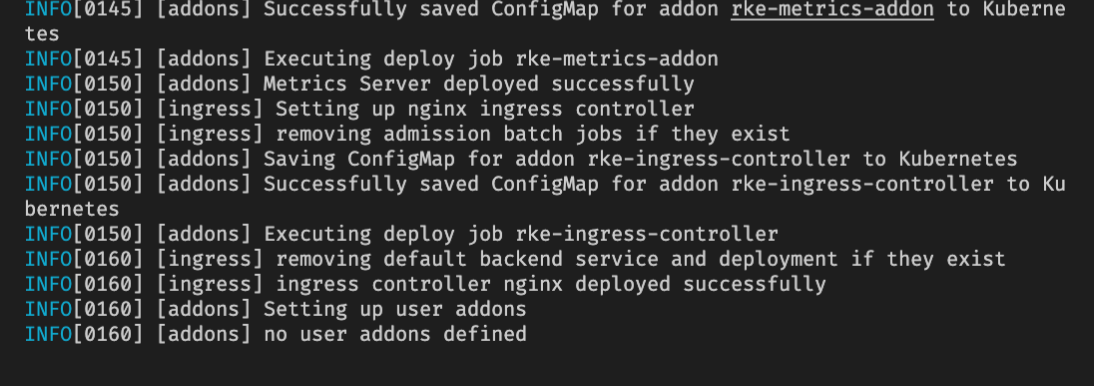 INFO[0145] [addons] Successfully saved ConfigMap for addon rke-metrics-addon to Kuberne
tes
INFO[0145] [addons] Executing deploy job rke-metrics-addon
INFO[0150] [addons] Metrics Server deployed successfully
INFO[0150] [ingress] Setting up nginx ingress controller
INFO[0150] [ingress] removing admission batch jobs if they exist
INFO[0150] [addons] Saving ConfigMap for addon rke-ingress-controller to Kubernetes
INFO[0150] [addons] Successfully saved ConfigMap for addon rke-ingress-controller to Ku
bernetes
INFO[0150] [addons] Executing deploy job rke-ingress-controller
INFO[0160] [ingress] removing default backend service and deployment if they exist
INFO[0160] [ingress] ingress controller nginx deployed successfully
INFO[0160] [addons] Setting up user addons
INFO[0160] [addons] no user addons defined